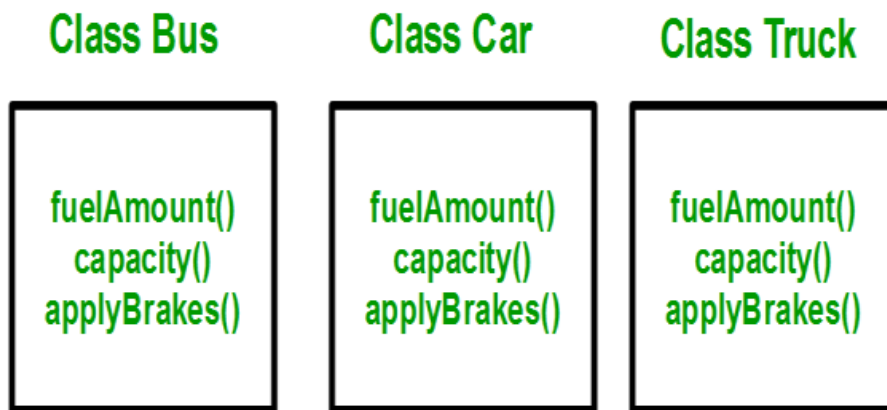 Class Bus
fuelAmount()
capacity()
applyBrakes()
Class Car
fuelAmount()
capacity()
applyBrakes()
Class Truck
fuelAmount()
capacity()
applyBrakes()